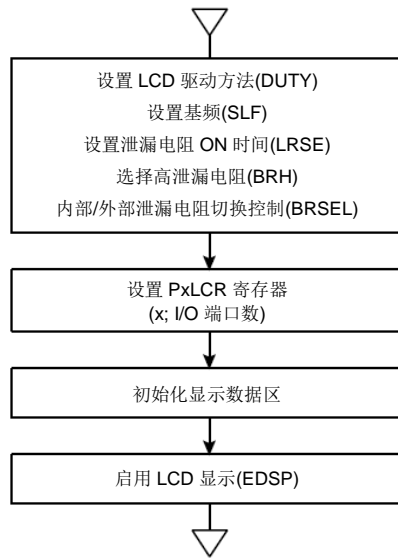 设置 LCD 驱动方法(DUTY)
设置基频(SLF)
设置泄漏电阻 ON 时间(LRSE)
选择高泄漏电阻(BRH)
内部/外部泄漏电阻切换控制(BRSEL)
设置 PxLCR 寄存器
(x; I/O 端口数)
初始化显示数据区
启用 LCD 显示(EDSP)